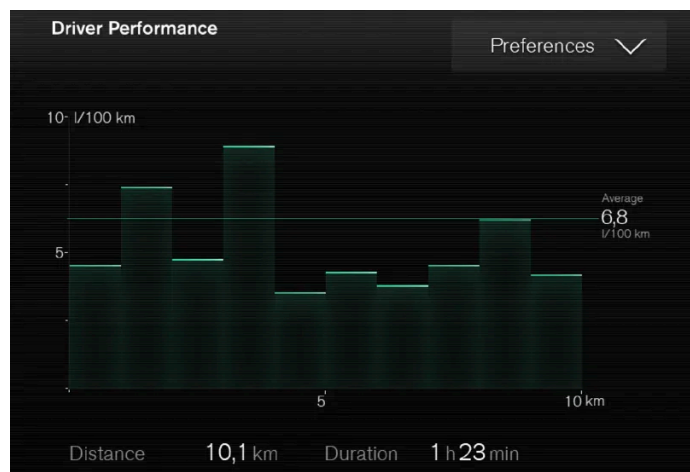 Driver Performance
Preferences
10- l/100 km
Average
6,8
l/100 km
5-
5
10 km
Distance 10,1 km Duration 1 h 23 min